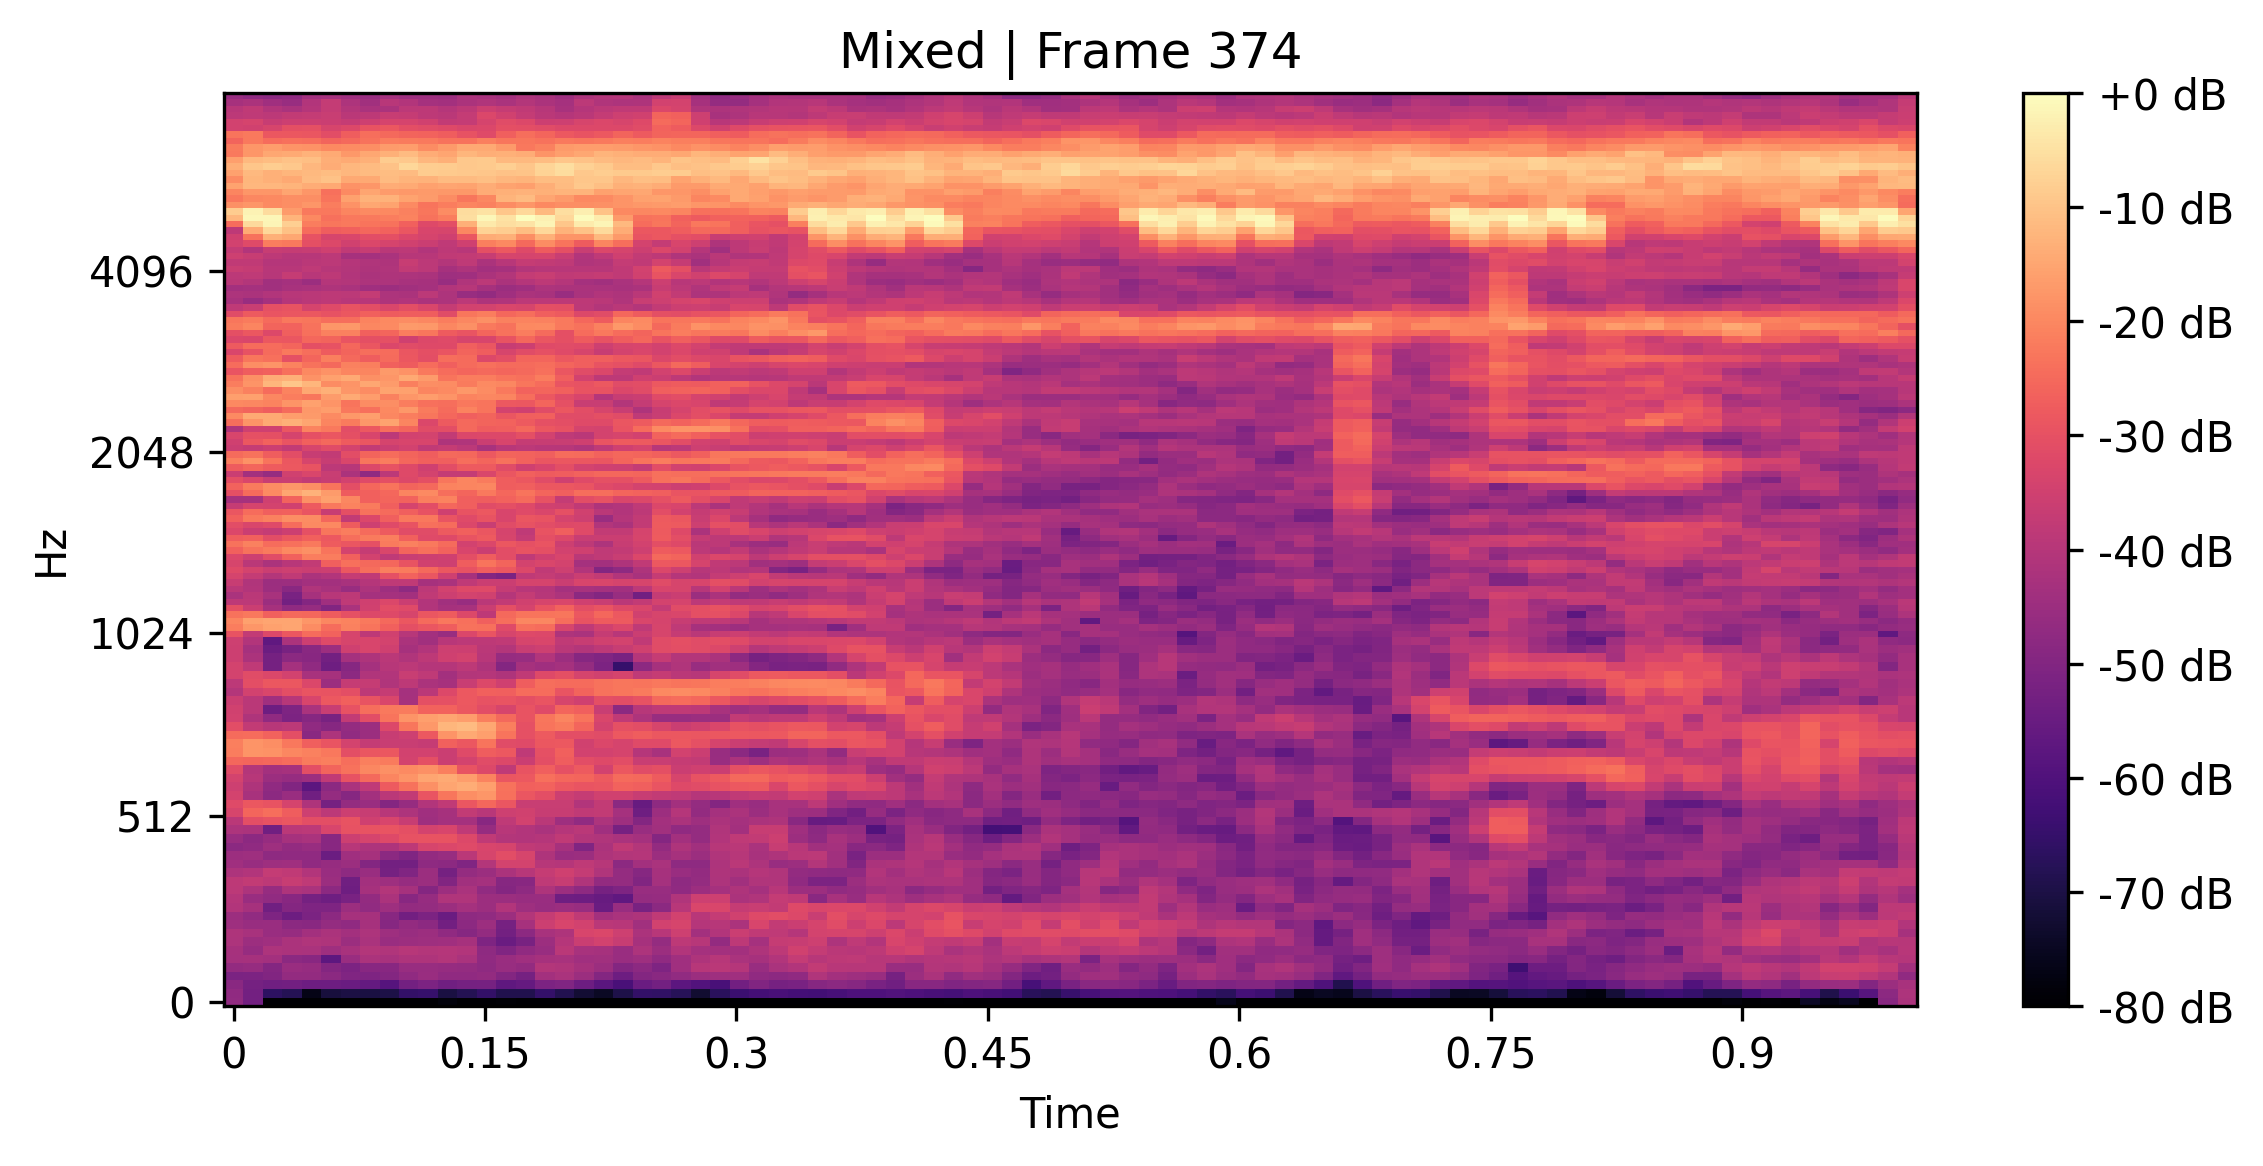 Mixed | Frame 374
+0 dB
-10 dB
-20 dB
-30 dB
-40 dB
-50 dB
-60 dB
-70 dB
-80 dB
Hz
4096
2048
1024
512
0
0 0.15 0.3 0.45 0.6 0.75 0.9
Time